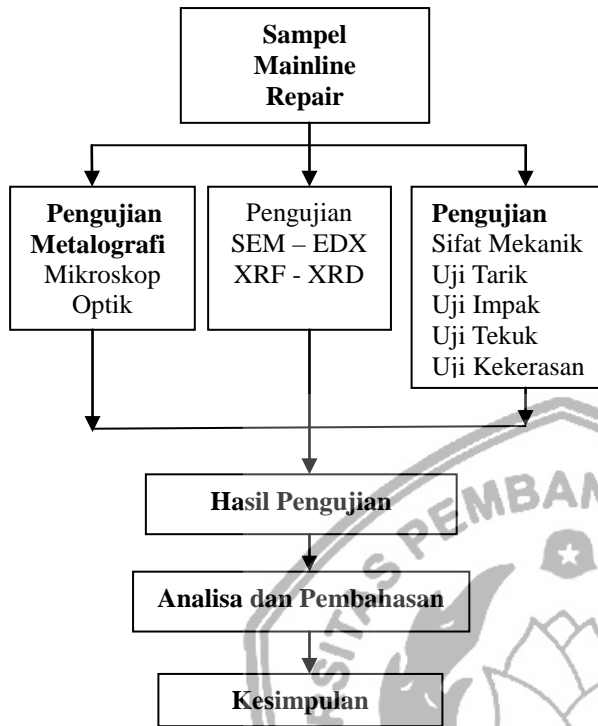 Sampel
Mainline
Repair
Pengujian
Metalografi
Mikroskop
Optik
Pengujian
SEM – EDX
XRF - XRD
Pengujian
Sifat Mekanik
Uji Tarik
Uji Impak
Uji Tekuk
Uji Kekerasan
Hasil Pengujian
Analisa dan Pembahasan
Kesimpulan